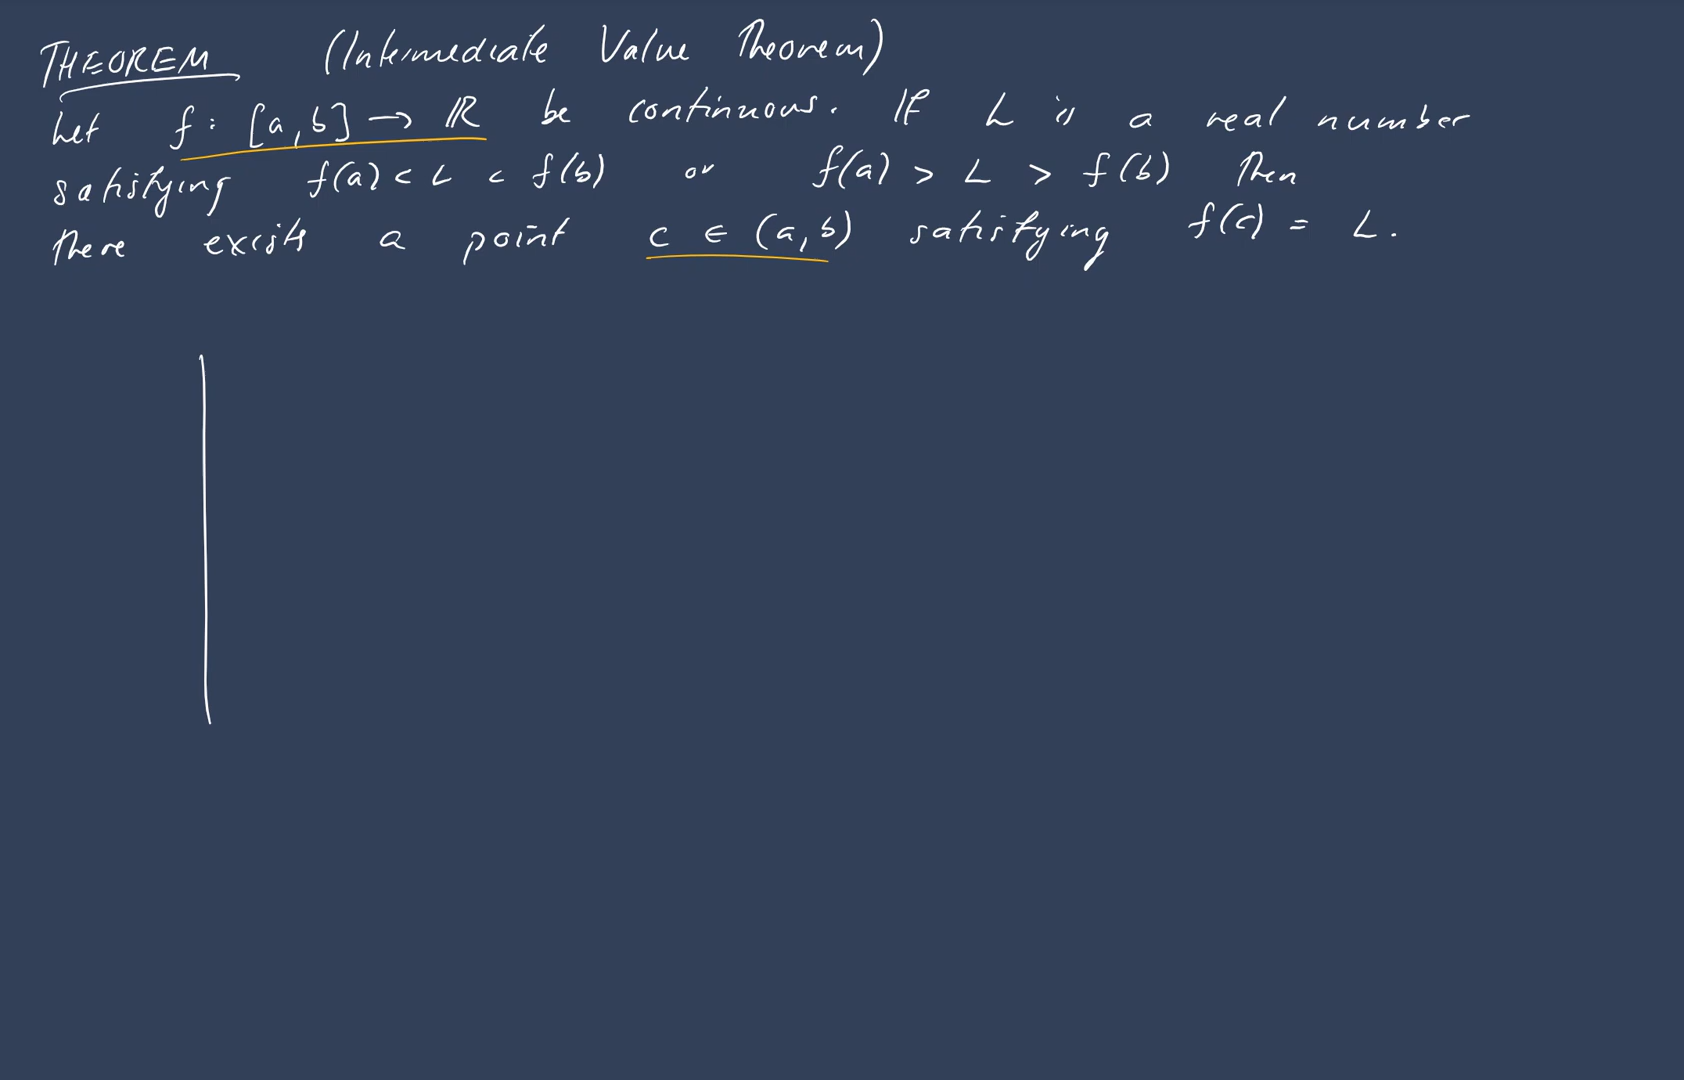 THEOREM (Intermediate Value Theorem)
Let f: [a,b] → ℝ be continuous. If L is a real number
satisfying f(a) < L < f(b) or f(a) > L > f(b) then
there exists a point c ∈ (a,b) satisfying f(c) = L.